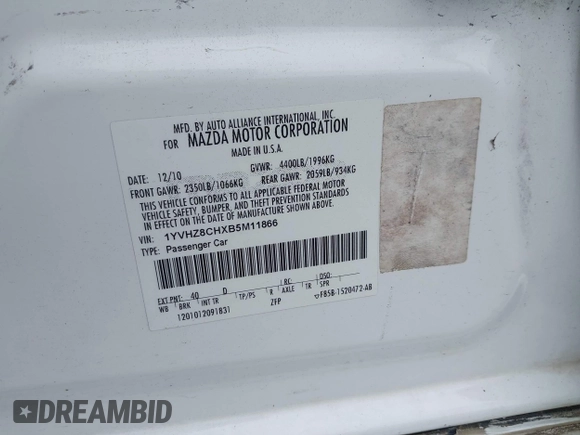 MFD. BY AUTO ALLIANCE INTERNATIONAL, INC.
FOR MAZDA MOTOR CORPORATION
MADE IN U.S.A.
DATE: 12/10 GVWR: 4400LB/1996KG
FRONT GAWR: 2350LB/1066KG REAR GAWR: 2059LB/934KG
THIS VEHICLE CONFORMS TO ALL APPLICABLE FEDERAL MOTOR
VEHICLE SAFETY, BUMPER, AND THEFT PREVENTION STANDARDS
IN EFFECT ON THE DATE OF MANUFACTURE SHOWN ABOVE.
VIN: 1YVHZ8CHXB5M11866
TYPE: Passenger Car
EXT PNT: 40 D RC: DSO:
WB BRK INT TR TP/PS R AXLE TR SPR
1201012091831 ZFP F85B-1520472-AB
DREAMBID